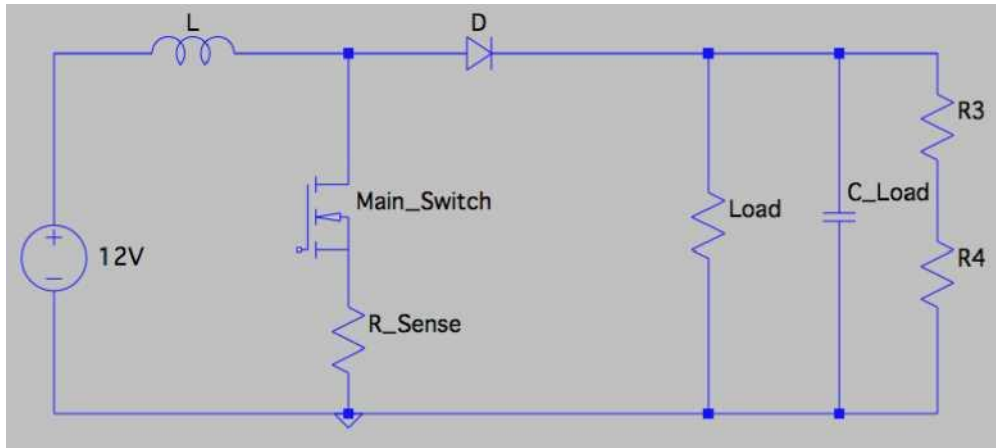 L
D
R3
Main_Switch
Load
C_Load
12V
R4
R_Sense